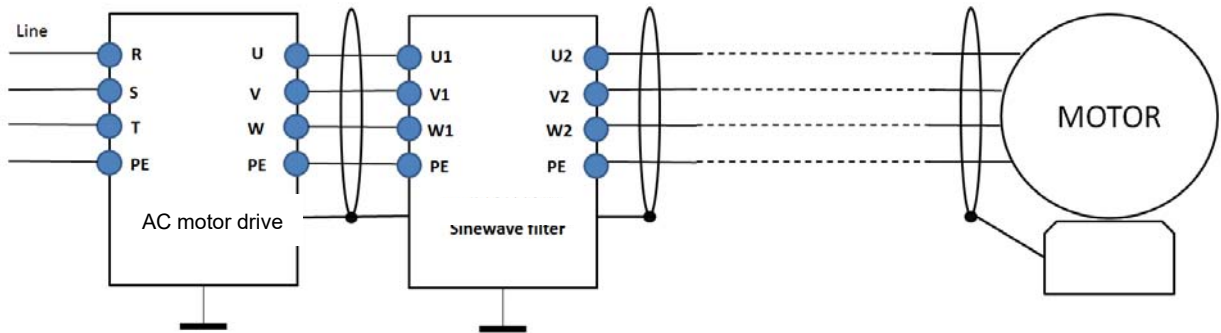 Line
R
S
T
PE
U
V
W
PE
AC motor drive
U1
V1
W1
PE
U2
V2
W2
PE
Sinewave filter
MOTOR